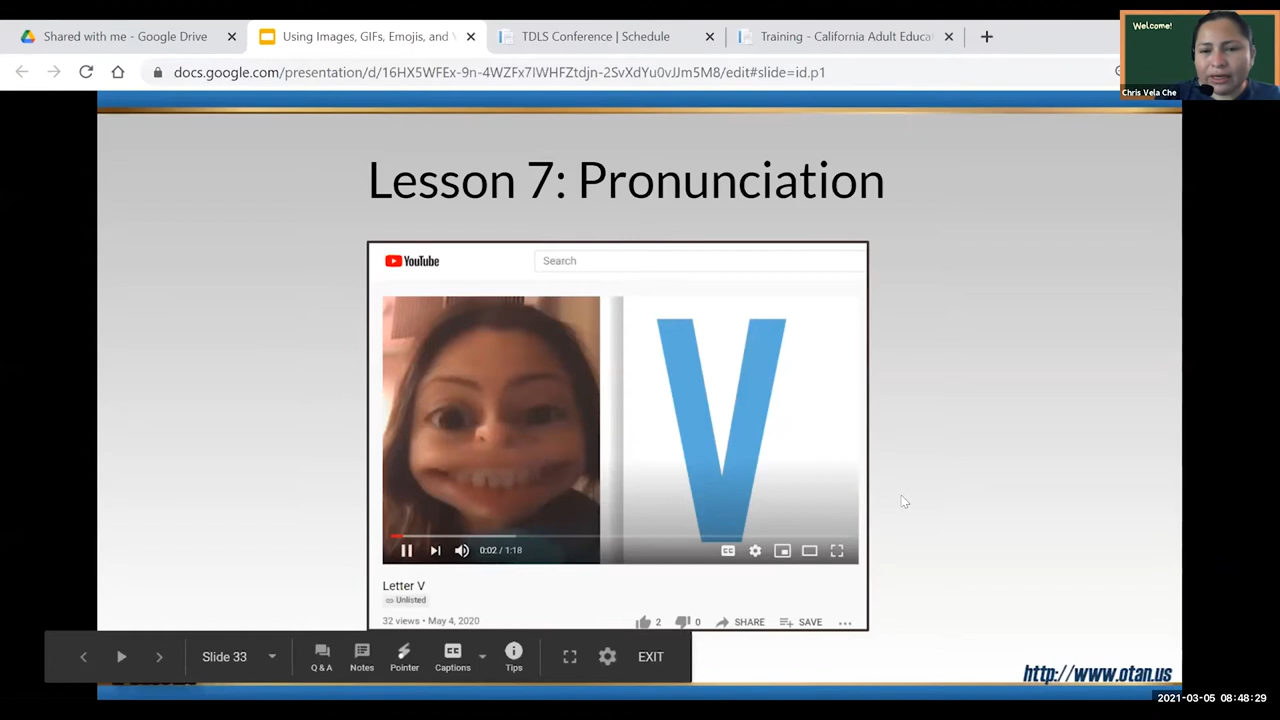 Shared with me - Google Drive
Using Images, GIFs, Emojis, and
TDLS Conference | Schedule
Training - California Adult Educa
docs.google.com/presentation/d/16HX5WFEx-9n-4WZFx7IWHFZtdjn-2SvXdYu0vJJm5M8/edit#slide=id.p1
Welcome!
Chris Vela Che
Lesson 7: Pronunciation
YouTube
Search
V
0:02 / 1:18
CC
Letter V
Unlisted
32 views • May 4, 2020
2
0
SHARE
SAVE
Slide 33
Q & A
Notes
Pointer
CC
Captions
Tips
EXIT
http://www.otan.us
2021-03-05 08:48:29